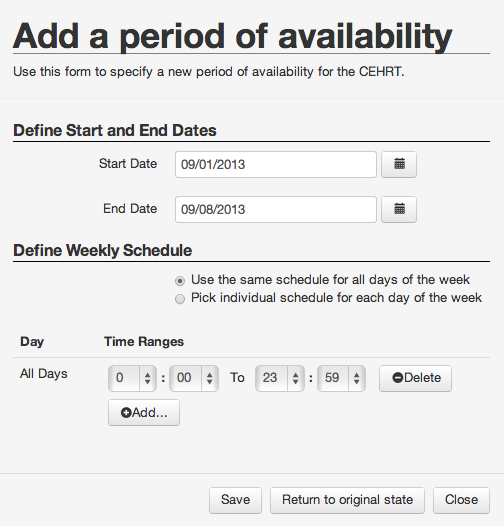 Add a period of availability
Use this form to specify a new period of availability for the CEHRT.
Define Start and End Dates
Start Date 09/01/2013
End Date 09/08/2013
Define Weekly Schedule
Use the same schedule for all days of the week
Pick individual schedule for each day of the week
Day Time Ranges
All Days 0 : 00 To 23 : 59 Delete
Add...
Save Return to original state Close